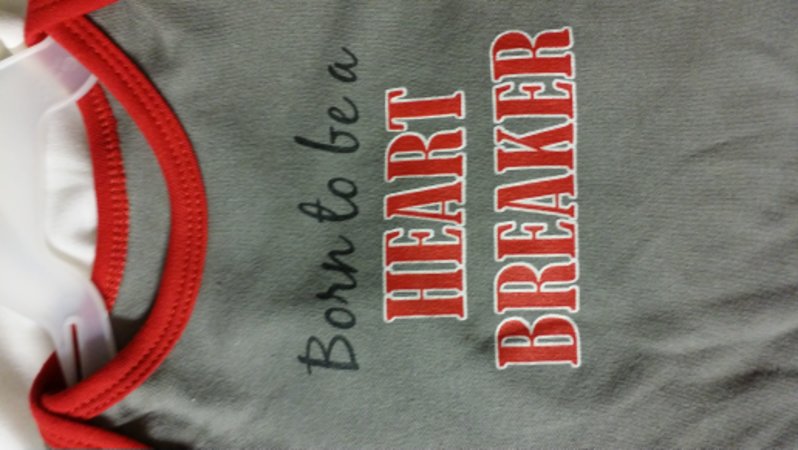 Born to be a
HEART
BREAKER